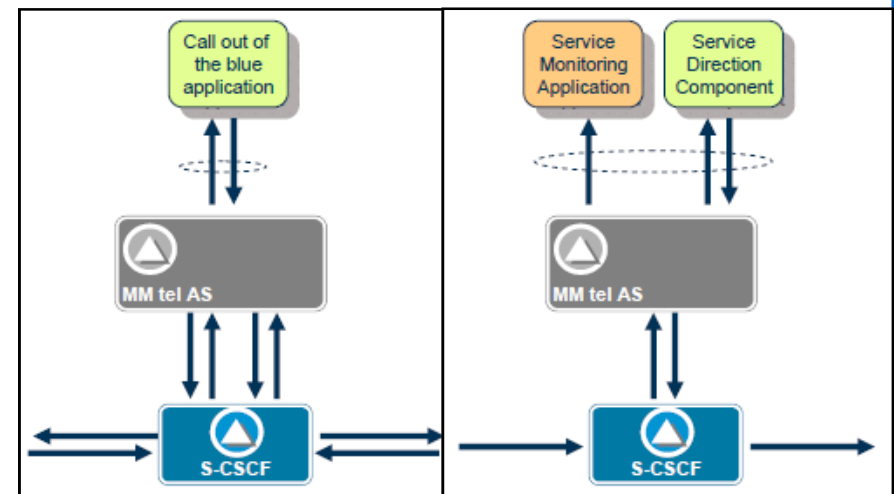 Call out of
the blue
application
MM tel AS
S-CSCF
Service
Monitoring
Application
Service
Direction
Component
MM tel AS
S-CSCF